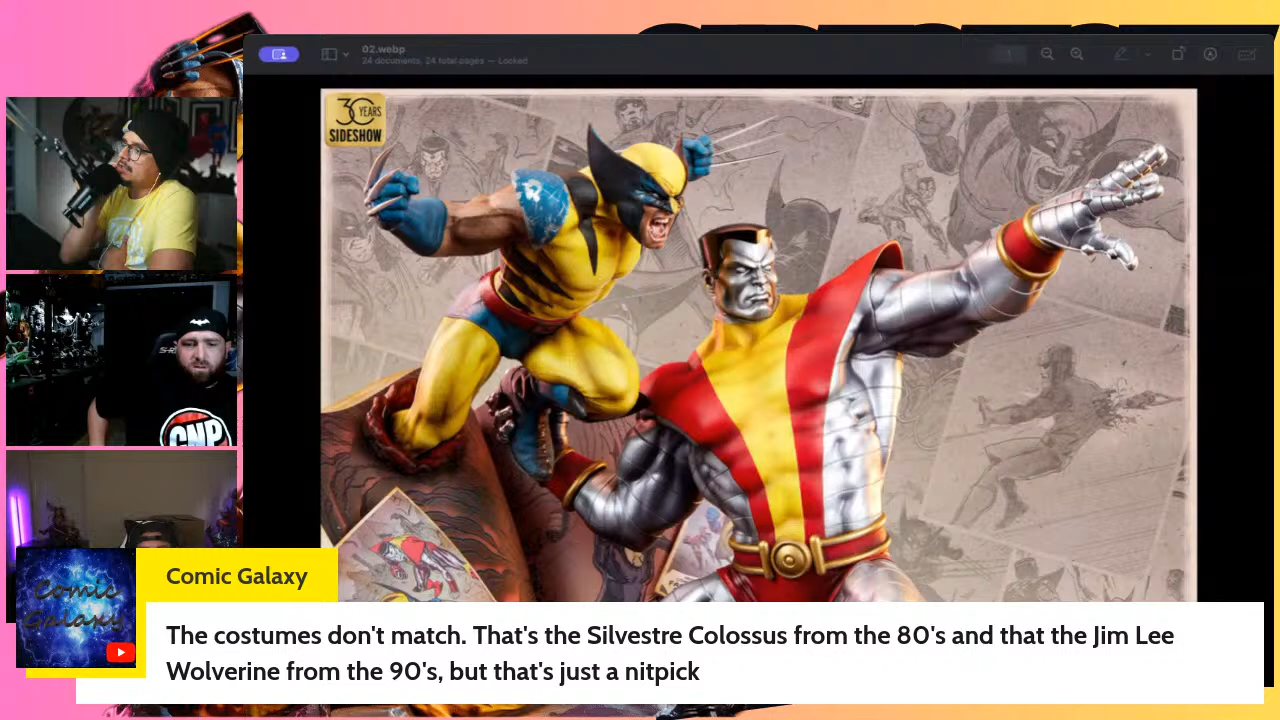 02.webp
24 documents, 24 total pages — Locked
30 YEARS
SIDESHOW
CNP
Comic Galaxy
Comic
Galaxy
The costumes don't match. That's the Silvestre Colossus from the 80's and that the Jim Lee
Wolverine from the 90's, but that's just a nitpick